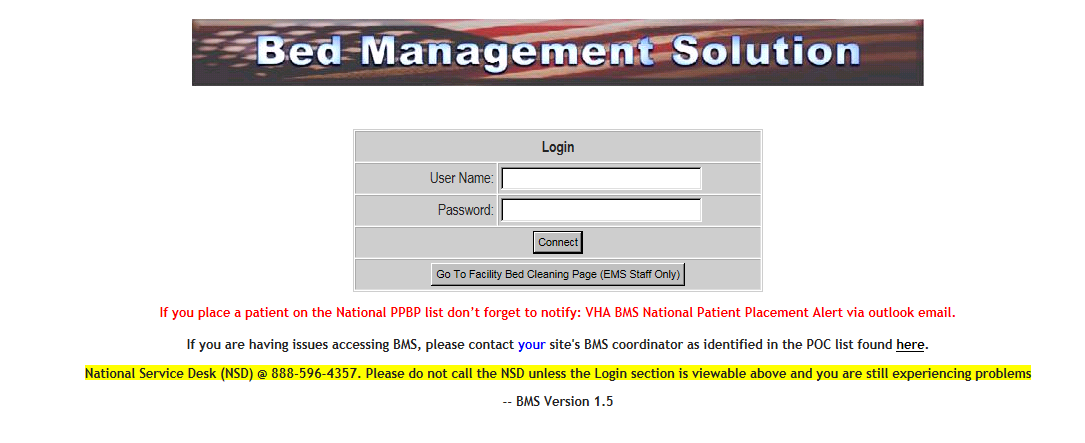 Bed Management Solution
Login
User Name:
Password:
Connect
Go To Facility Bed Cleaning Page (EMS Staff Only)
If you place a patient on the National PPBP list don’t forget to notify: VHA BMS National Patient Placement Alert via outlook email.
If you are having issues accessing BMS, please contact your site's BMS coordinator as identified in the POC list found here.
National Service Desk (NSD) @ 888-596-4357. Please do not call the NSD unless the Login section is viewable above and you are still experiencing problems
-- BMS Version 1.5